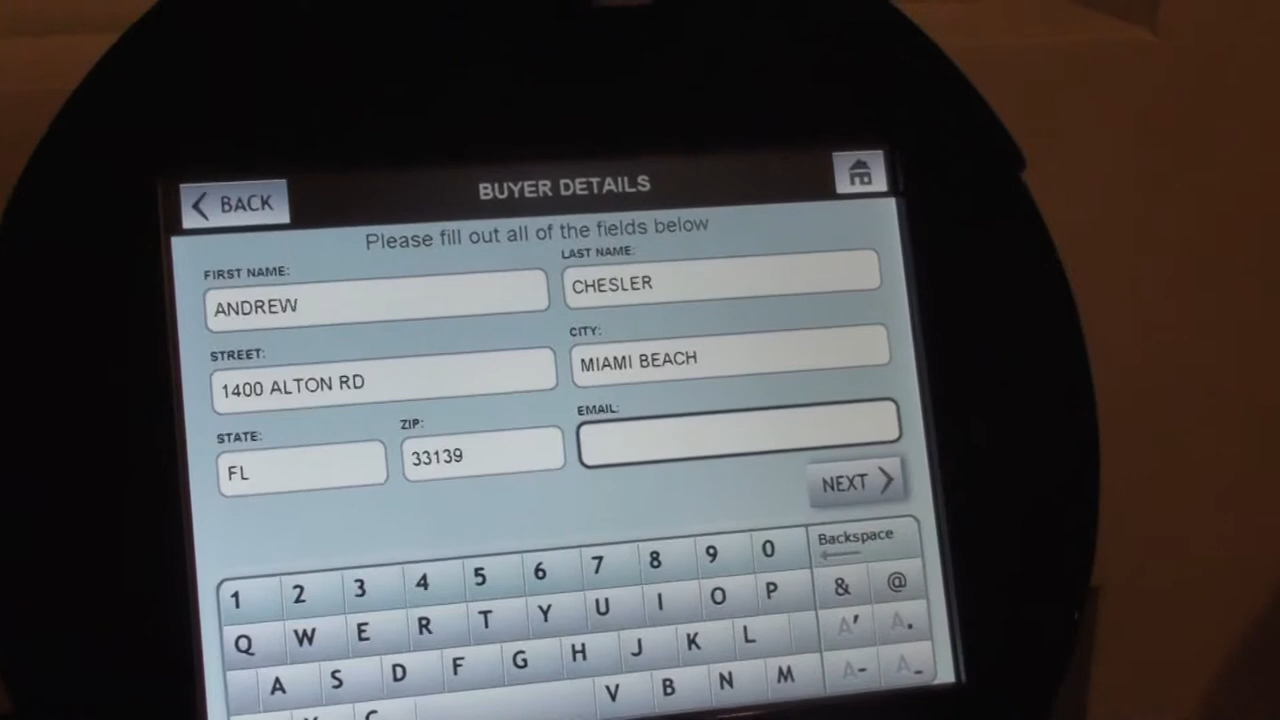 BACK
BUYER DETAILS
Please fill out all of the fields below
FIRST NAME:
LAST NAME:
ANDREW
CHESLER
STREET:
CITY:
1400 ALTON RD
MIAMI BEACH
STATE:
ZIP:
EMAIL:
FL
33139
NEXT
1 2 3 4 5 6 7 8 9 0 Backspace
Q W E R T Y U I O P & @
A S D F G H J K L A' A.
C V B N M A- A_